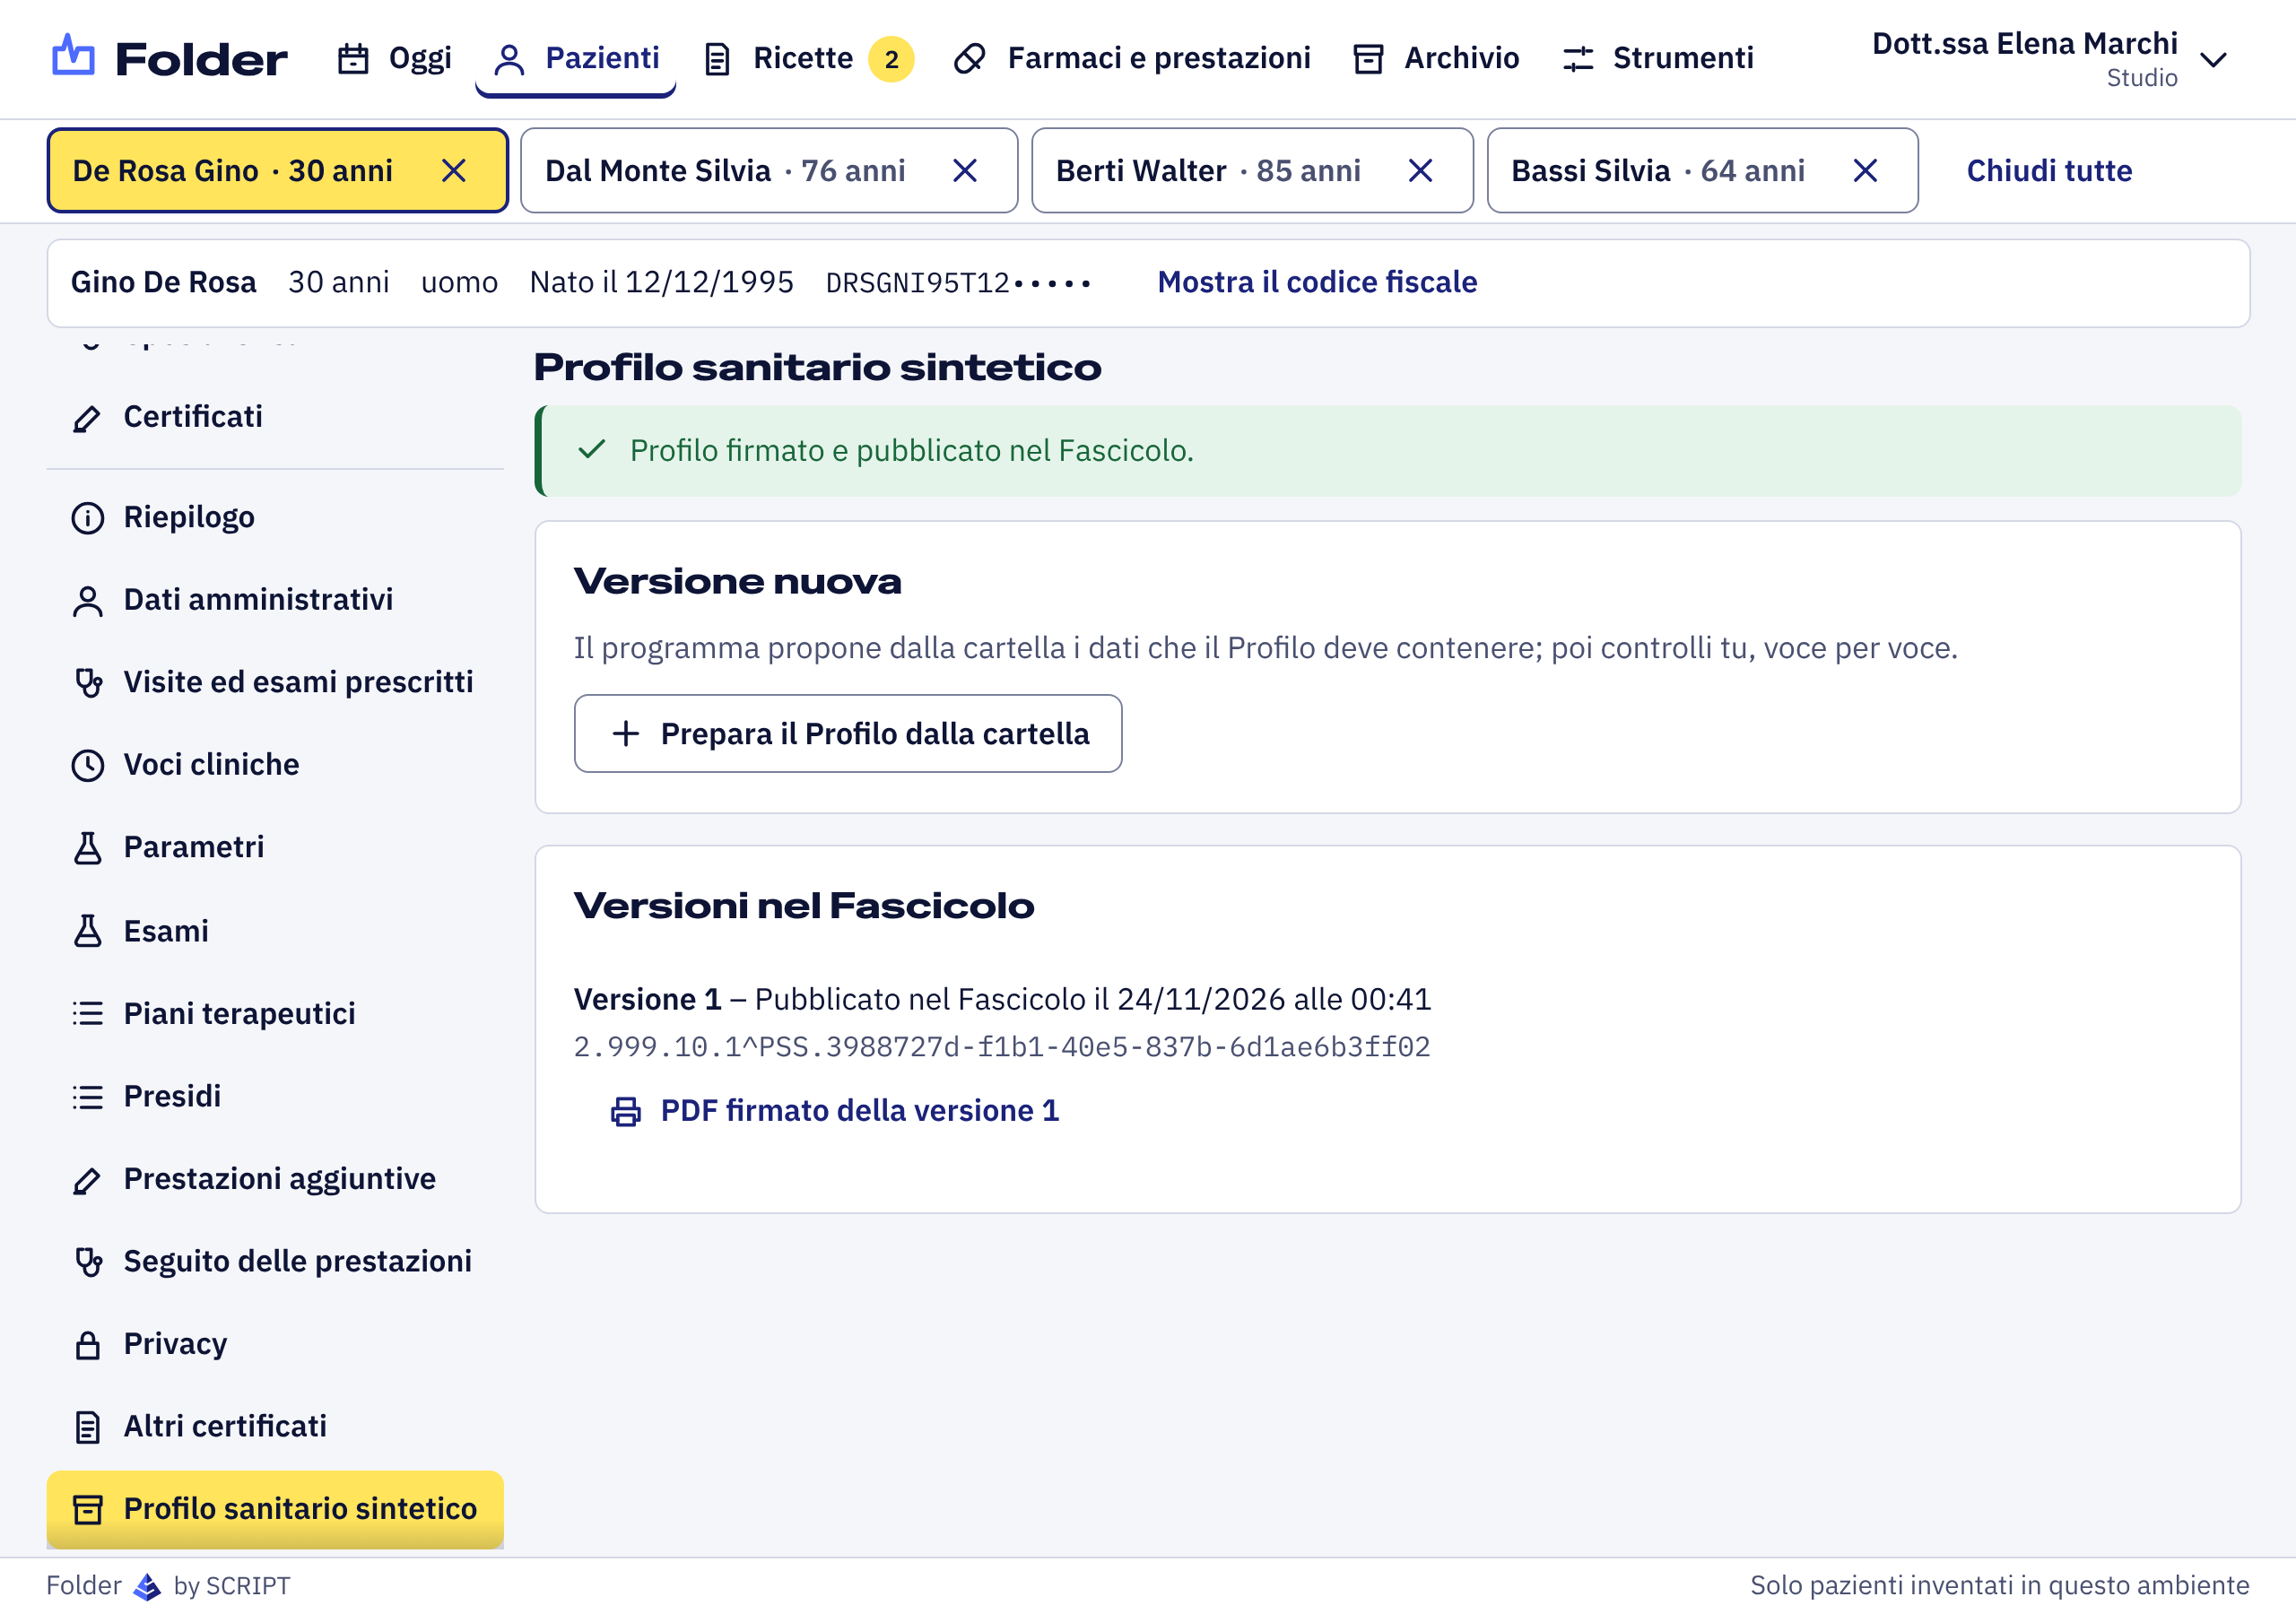 Folder
Oggi
Pazienti
Ricette 2
Farmaci e prestazioni
Archivio
Strumenti
Dott.ssa Elena Marchi
Studio
De Rosa Gino · 30 anni
Dal Monte Silvia · 76 anni
Berti Walter · 85 anni
Bassi Silvia · 64 anni
Chiudi tutte
Gino De Rosa 30 anni uomo Nato il 12/12/1995 DRSGNI95T12••••• Mostra il codice fiscale
Certificati
Riepilogo
Dati amministrativi
Visite ed esami prescritti
Voci cliniche
Parametri
Esami
Piani terapeutici
Presidi
Prestazioni aggiuntive
Seguito delle prestazioni
Privacy
Altri certificati
Profilo sanitario sintetico
Profilo sanitario sintetico
Profilo firmato e pubblicato nel Fascicolo.
Versione nuova
Il programma propone dalla cartella i dati che il Profilo deve contenere; poi controlli tu, voce per voce.
Prepara il Profilo dalla cartella
Versioni nel Fascicolo
Versione 1 – Pubblicato nel Fascicolo il 24/11/2026 alle 00:41
2.999.10.1^PSS.3988727d-f1b1-40e5-837b-6d1ae6b3ff02
PDF firmato della versione 1
Folder by SCRIPT
Solo pazienti inventati in questo ambiente